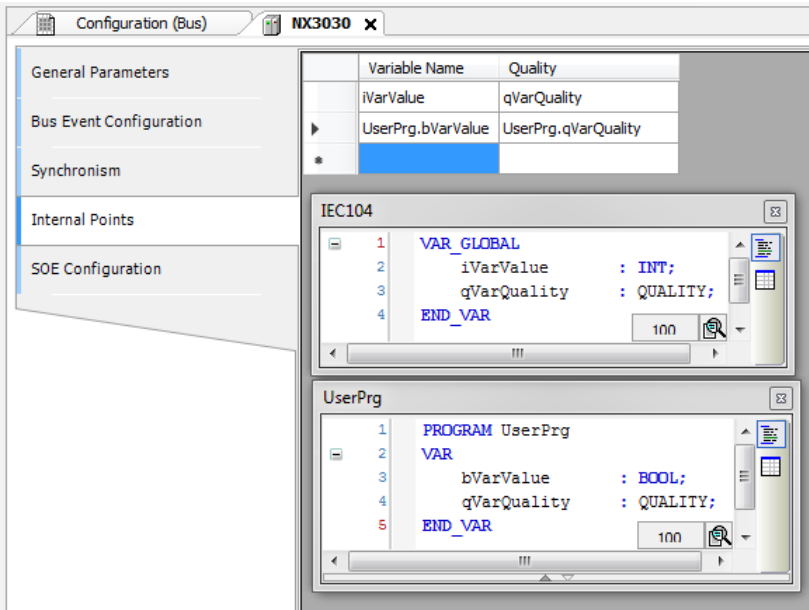 Configuration (Bus)
NX3030
General Parameters
Bus Event Configuration
Synchronism
Internal Points
SOE Configuration
Variable Name Quality
iVarValue qVarQuality
UserPrg.bVarValue UserPrg.qVarQuality
IEC104
1 VAR_GLOBAL
2 iVarValue : INT;
3 qVarQuality : QUALITY;
4 END_VAR
100
UserPrg
1 PROGRAM UserPrg
2 VAR
3 bVarValue : BOOL;
4 qVarQuality : QUALITY;
5 END_VAR
100